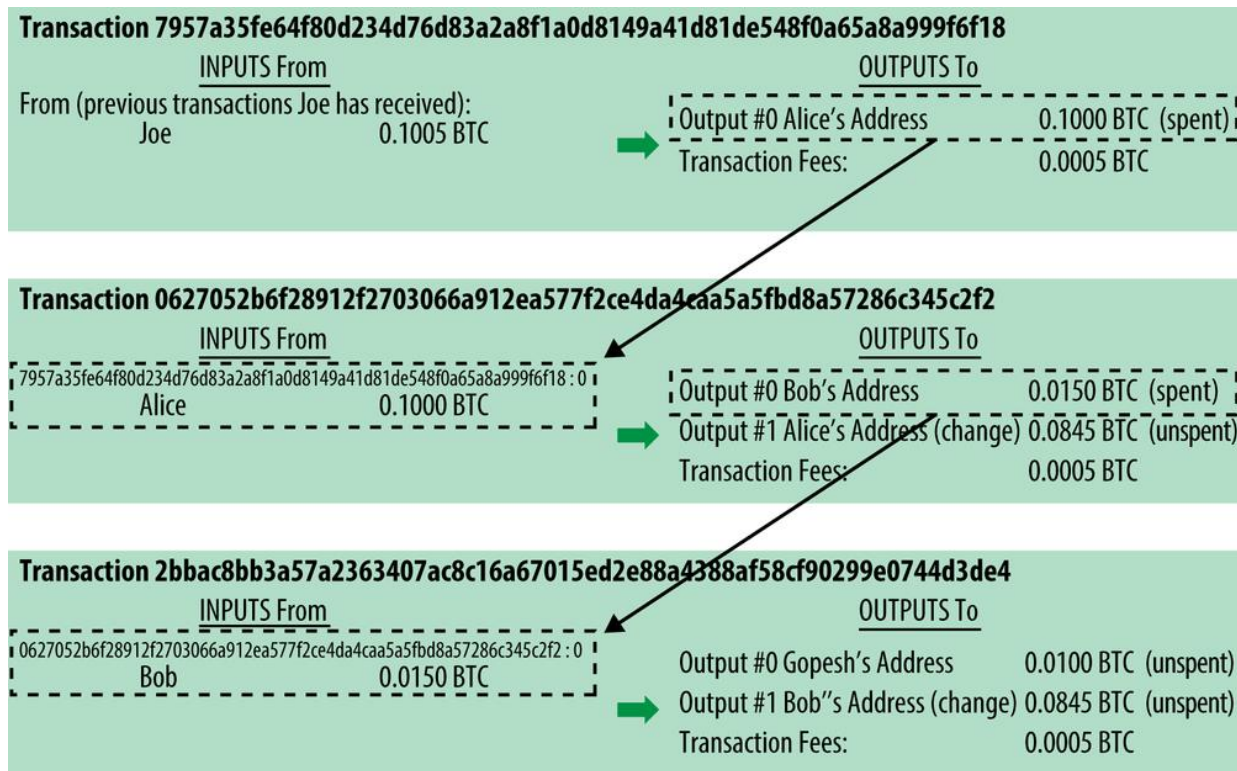 Transaction 7957a35fe64f80d234d76d83a2a8f1a0d8149a41d81de548f0a65a8a999f6f18
INPUTS From
OUTPUTS To
From (previous transactions Joe has received):
Joe 0.1005 BTC
Output #0 Alice's Address 0.1000 BTC (spent)
Transaction Fees: 0.0005 BTC
Transaction 0627052b6f28912f2703066a912ea577f2ce4da4caa5a5fbd8a57286c345c2f2
INPUTS From
OUTPUTS To
7957a35fe64f80d234d76d83a2a8f1a0d8149a41d81de548f0a65a8a999f6f18 : 0
Alice 0.1000 BTC
Output #0 Bob's Address 0.0150 BTC (spent)
Output #1 Alice's Address (change) 0.0845 BTC (unspent)
Transaction Fees: 0.0005 BTC
Transaction 2bbac8bb3a57a2363407ac8c16a67015ed2e88a4388af58cf90299e0744d3de4
INPUTS From
OUTPUTS To
0627052b6f28912f2703066a912ea577f2ce4da4caa5a5fbd8a57286c345c2f2 : 0
Bob 0.0150 BTC
Output #0 Gopesh's Address 0.0100 BTC (unspent)
Output #1 Bob''s Address (change) 0.0845 BTC (unspent)
Transaction Fees: 0.0005 BTC